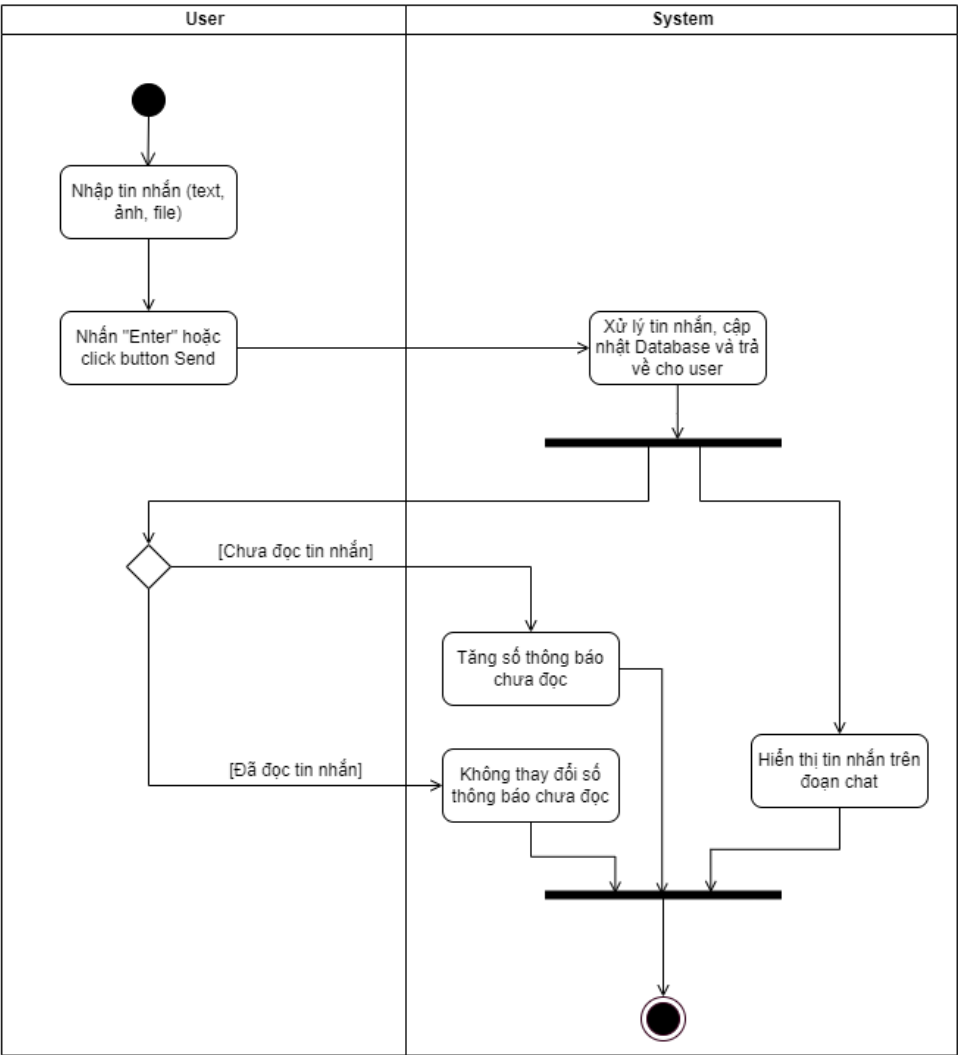 User
System
Nhập tin nhắn (text,
ảnh, file)
Nhấn "Enter" hoặc
click button Send
Xử lý tin nhắn, cập
nhật Database và trả
về cho user
[Chưa đọc tin nhắn]
Tăng số thông báo
chưa đọc
[Đã đọc tin nhắn]
Không thay đổi số
thông báo chưa đọc
Hiển thị tin nhắn trên
đoạn chat